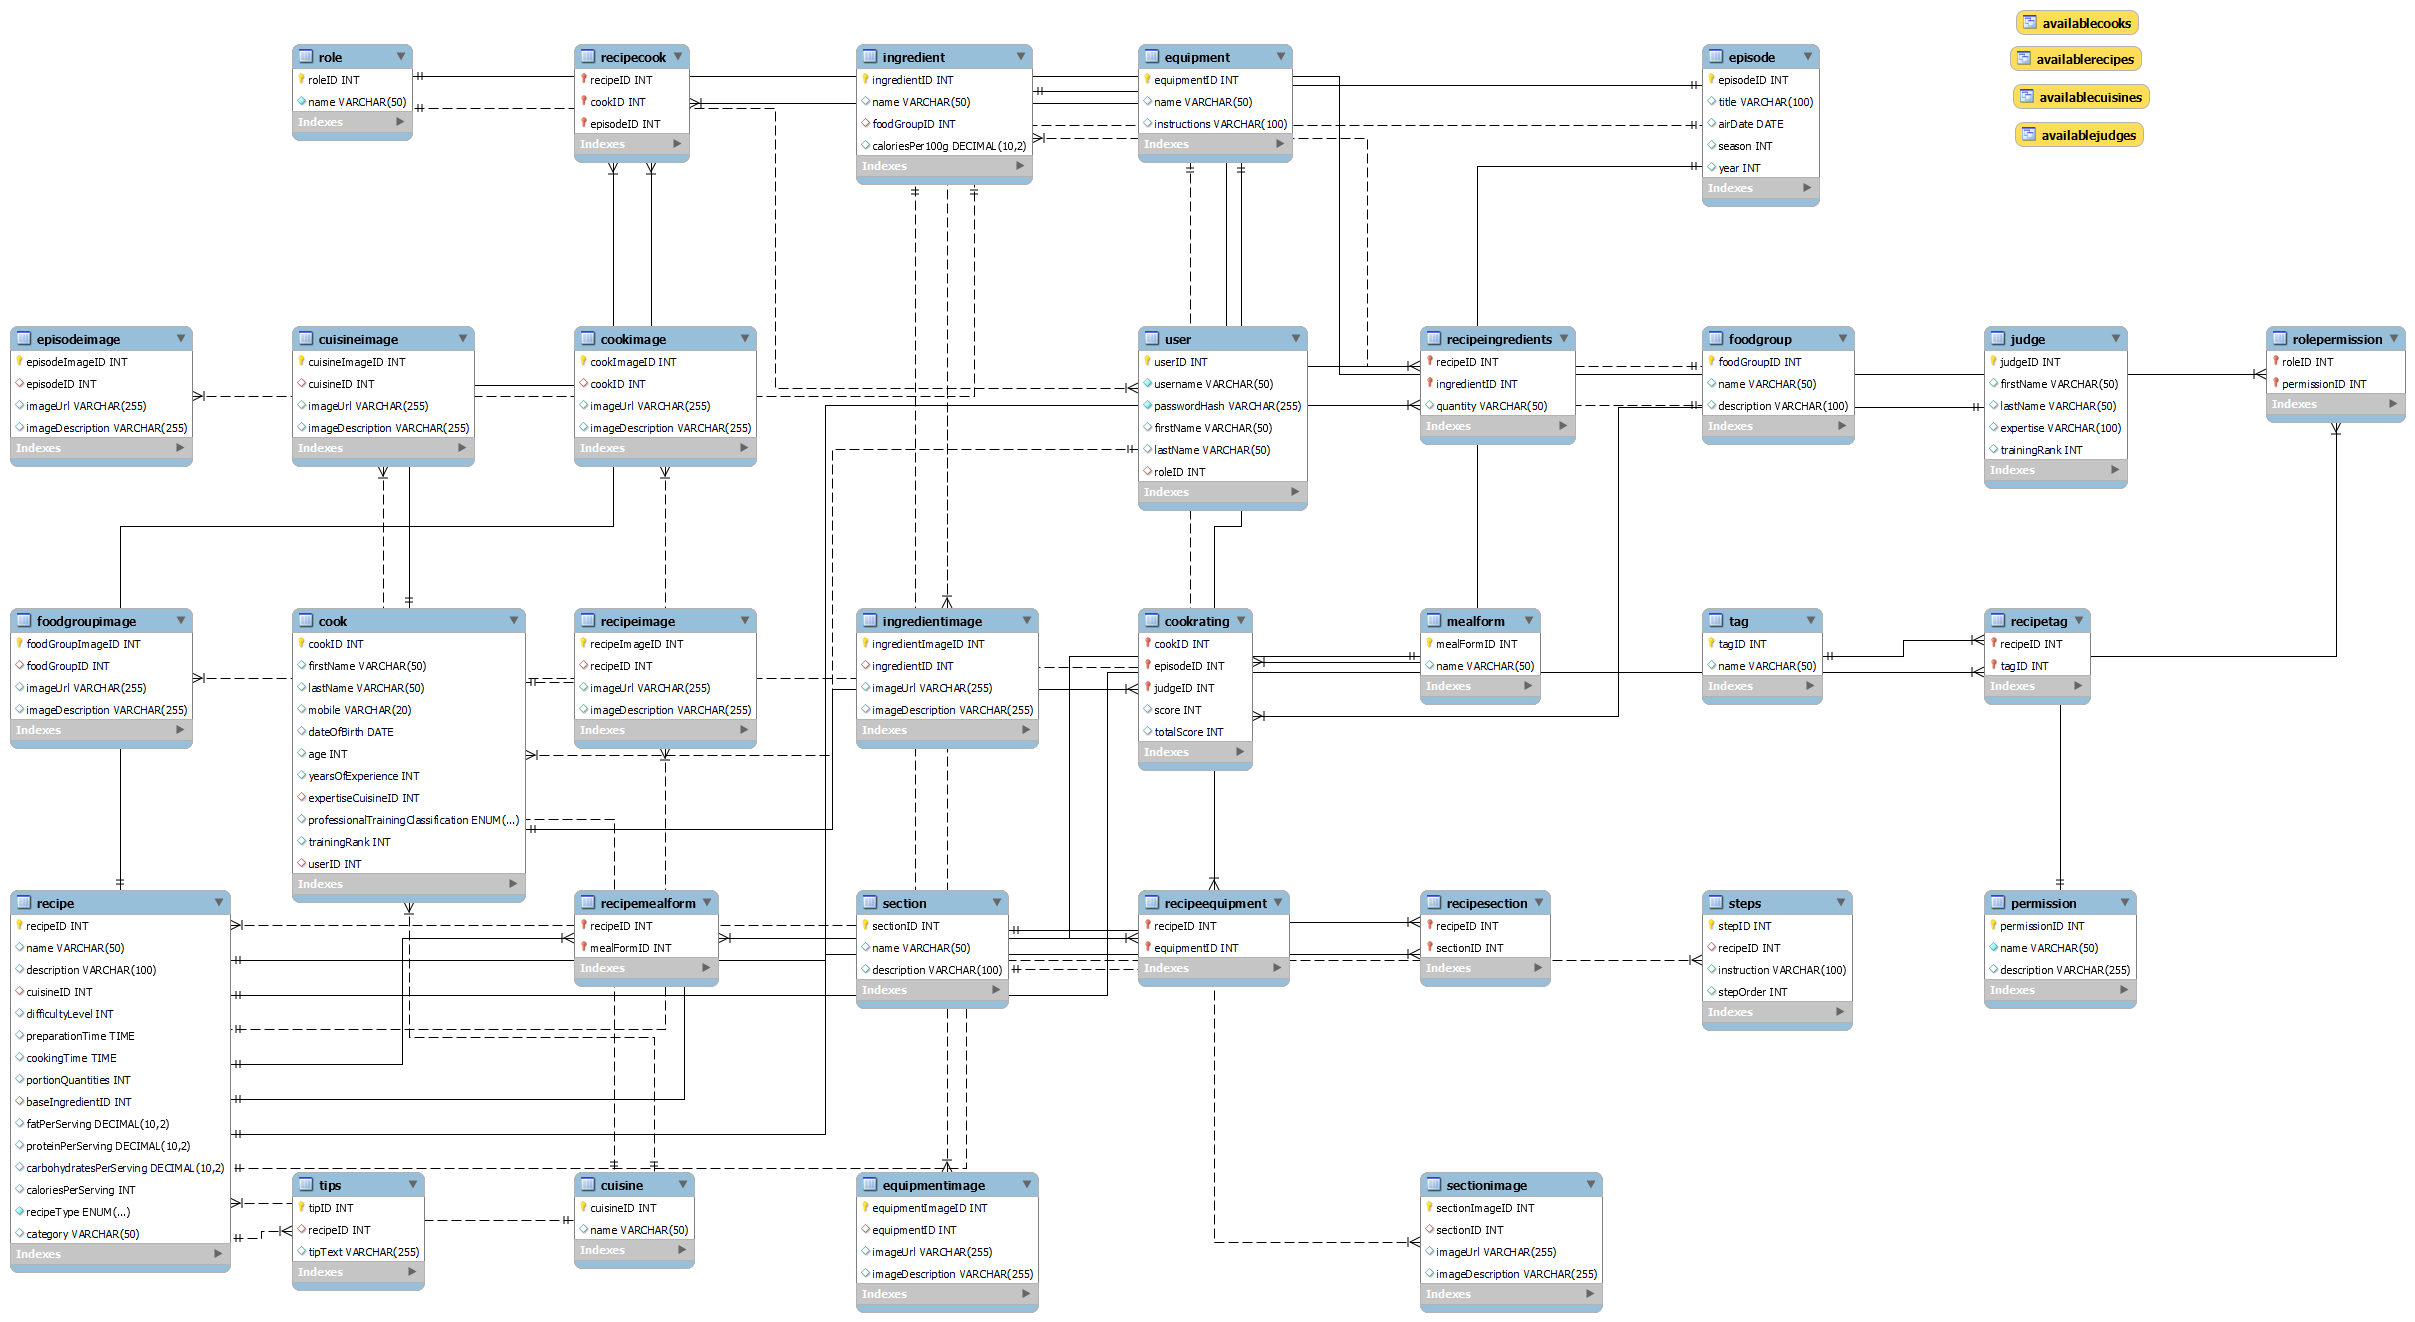 availablecooks
availablerecipes
availablecuisines
availablejudges
role
roleID INT
name VARCHAR(50)
Indexes
recipecook
recipeID INT
cookID INT
episodeID INT
Indexes
ingredient
ingredientID INT
name VARCHAR(50)
foodGroupID INT
caloriesPer100g DECIMAL(10,2)
Indexes
equipment
equipmentID INT
name VARCHAR(50)
instructions VARCHAR(100)
Indexes
episode
episodeID INT
title VARCHAR(100)
airDate DATE
season INT
year INT
Indexes
episodeimage
episodeImageID INT
episodeID INT
imageUrl VARCHAR(255)
imageDescription VARCHAR(255)
Indexes
cuisineimage
cuisineImageID INT
cuisineID INT
imageUrl VARCHAR(255)
imageDescription VARCHAR(255)
Indexes
cookimage
cookImageID INT
cookID INT
imageUrl VARCHAR(255)
imageDescription VARCHAR(255)
Indexes
user
userID INT
username VARCHAR(50)
passwordHash VARCHAR(255)
firstName VARCHAR(50)
lastName VARCHAR(50)
roleID INT
Indexes
recipeingredients
recipeID INT
ingredientID INT
quantity VARCHAR(50)
Indexes
foodgroup
foodGroupID INT
name VARCHAR(50)
description VARCHAR(100)
Indexes
judge
judgeID INT
firstName VARCHAR(50)
lastName VARCHAR(50)
expertise VARCHAR(100)
trainingRank INT
Indexes
rolepermission
roleID INT
permissionID INT
Indexes
foodgroupimage
foodGroupImageID INT
foodGroupID INT
imageUrl VARCHAR(255)
imageDescription VARCHAR(255)
Indexes
cook
cookID INT
firstName VARCHAR(50)
lastName VARCHAR(50)
mobile VARCHAR(20)
dateOfBirth DATE
age INT
yearsOfExperience INT
expertiseCuisineID INT
professionalTrainingClassification ENUM(...)
trainingRank INT
userID INT
Indexes
recipeimage
recipeImageID INT
recipeID INT
imageUrl VARCHAR(255)
imageDescription VARCHAR(255)
Indexes
ingredientimage
ingredientImageID INT
ingredientID INT
imageUrl VARCHAR(255)
imageDescription VARCHAR(255)
Indexes
cookrating
cookID INT
episodeID INT
judgeID INT
score INT
totalScore INT
Indexes
mealform
mealFormID INT
name VARCHAR(50)
Indexes
tag
tagID INT
name VARCHAR(50)
Indexes
recipetag
recipeID INT
tagID INT
Indexes
recipe
recipeID INT
name VARCHAR(50)
description VARCHAR(100)
cuisineID INT
difficultyLevel INT
preparationTime TIME
cookingTime TIME
portionQuantities INT
baseIngredientID INT
fatPerServing DECIMAL(10,2)
proteinPerServing DECIMAL(10,2)
carbohydratesPerServing DECIMAL(10,2)
caloriesPerServing INT
recipeType ENUM(...)
category VARCHAR(50)
Indexes
recipemealform
recipeID INT
mealFormID INT
Indexes
section
sectionID INT
name VARCHAR(50)
description VARCHAR(100)
Indexes
recipeequipment
recipeID INT
equipmentID INT
Indexes
recipesection
recipeID INT
sectionID INT
Indexes
steps
stepID INT
recipeID INT
instruction VARCHAR(100)
stepOrder INT
Indexes
permission
permissionID INT
name VARCHAR(50)
description VARCHAR(255)
Indexes
tips
tipID INT
recipeID INT
tipText VARCHAR(255)
Indexes
cuisine
cuisineID INT
name VARCHAR(50)
Indexes
equipmentimage
equipmentImageID INT
equipmentID INT
imageUrl VARCHAR(255)
imageDescription VARCHAR(255)
Indexes
sectionimage
sectionImageID INT
sectionID INT
imageUrl VARCHAR(255)
imageDescription VARCHAR(255)
Indexes